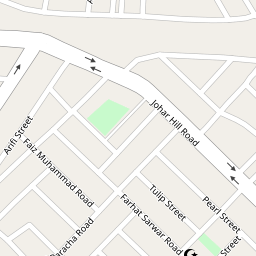 Johar Hill Road
Arifi Street
Faiz Muhammad Road
Tulip Street
Pearl Street
Farhat Sarwar Road
Paracha Road
Street